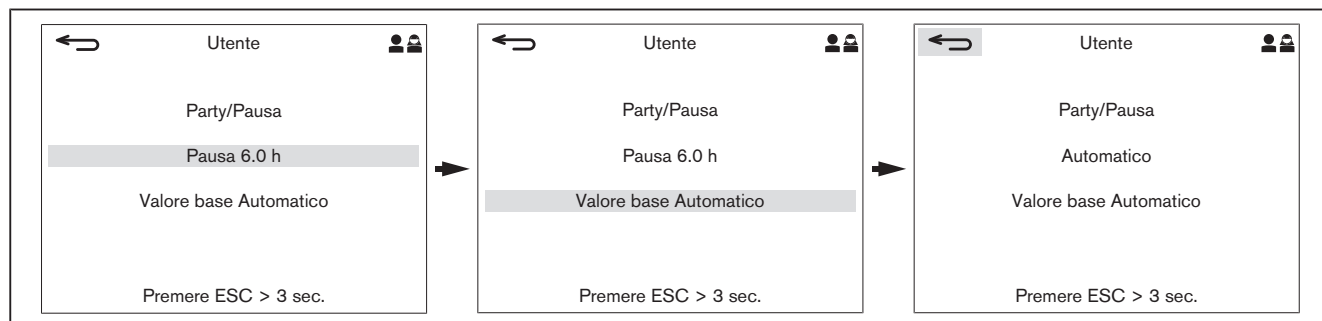 Utente
Party/Pausa
Pausa 6.0 h
Valore base Automatico
Premere ESC > 3 sec.
Utente
Party/Pausa
Pausa 6.0 h
Valore base Automatico
Premere ESC > 3 sec.
Utente
Party/Pausa
Automatico
Valore base Automatico
Premere ESC > 3 sec.